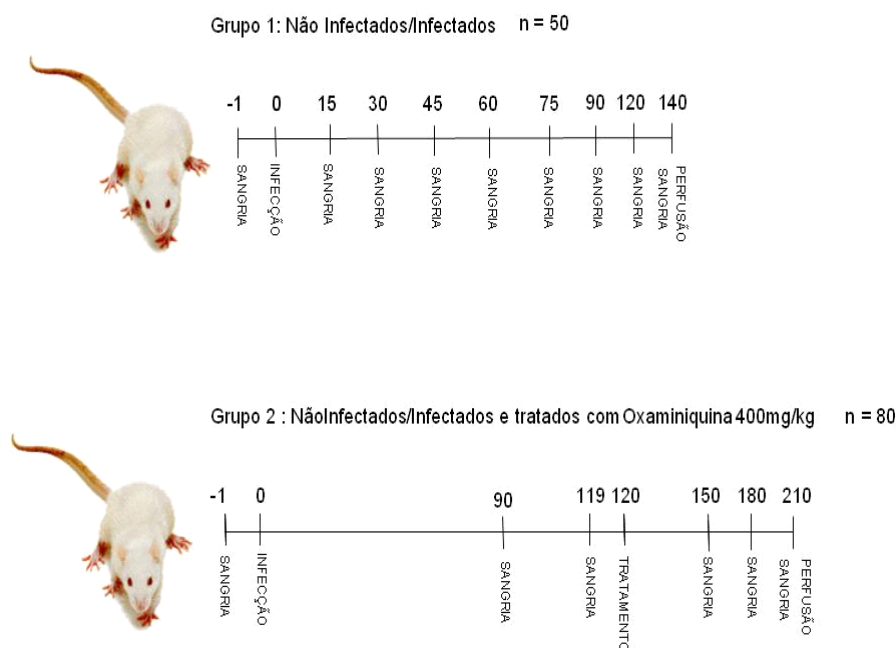 Grupo 1: Não Infectados/Infectados n = 50
-1 0 15 30 45 60 75 90 120 140
SANGRIA INFECÇÃO SANGRIA SANGRIA SANGRIA SANGRIA SANGRIA SANGRIA SANGRIA SANGRIA PERFUSÃO
Grupo 2 : NãoInfectados/Infectados e tratados com Oxaminiquina 400mg/kg n = 80
-1 0 90 119 120 150 180 210
SANGRIA INFECÇÃO SANGRIA SANGRIA TRATAMENTO SANGRIA SANGRIA SANGRIA PERFUSÃO